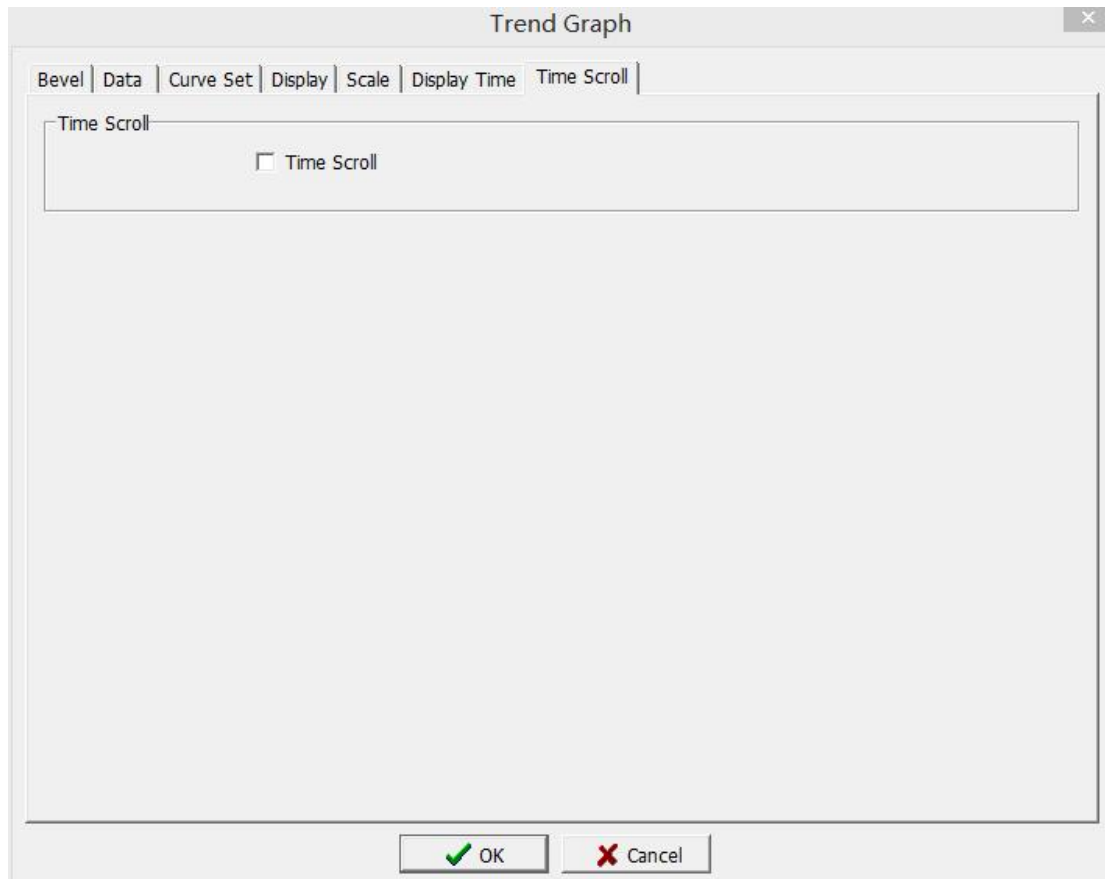 Trend Graph
Bevel Data Curve Set Display Scale Display Time Time Scroll
Time Scroll
Time Scroll
OK Cancel